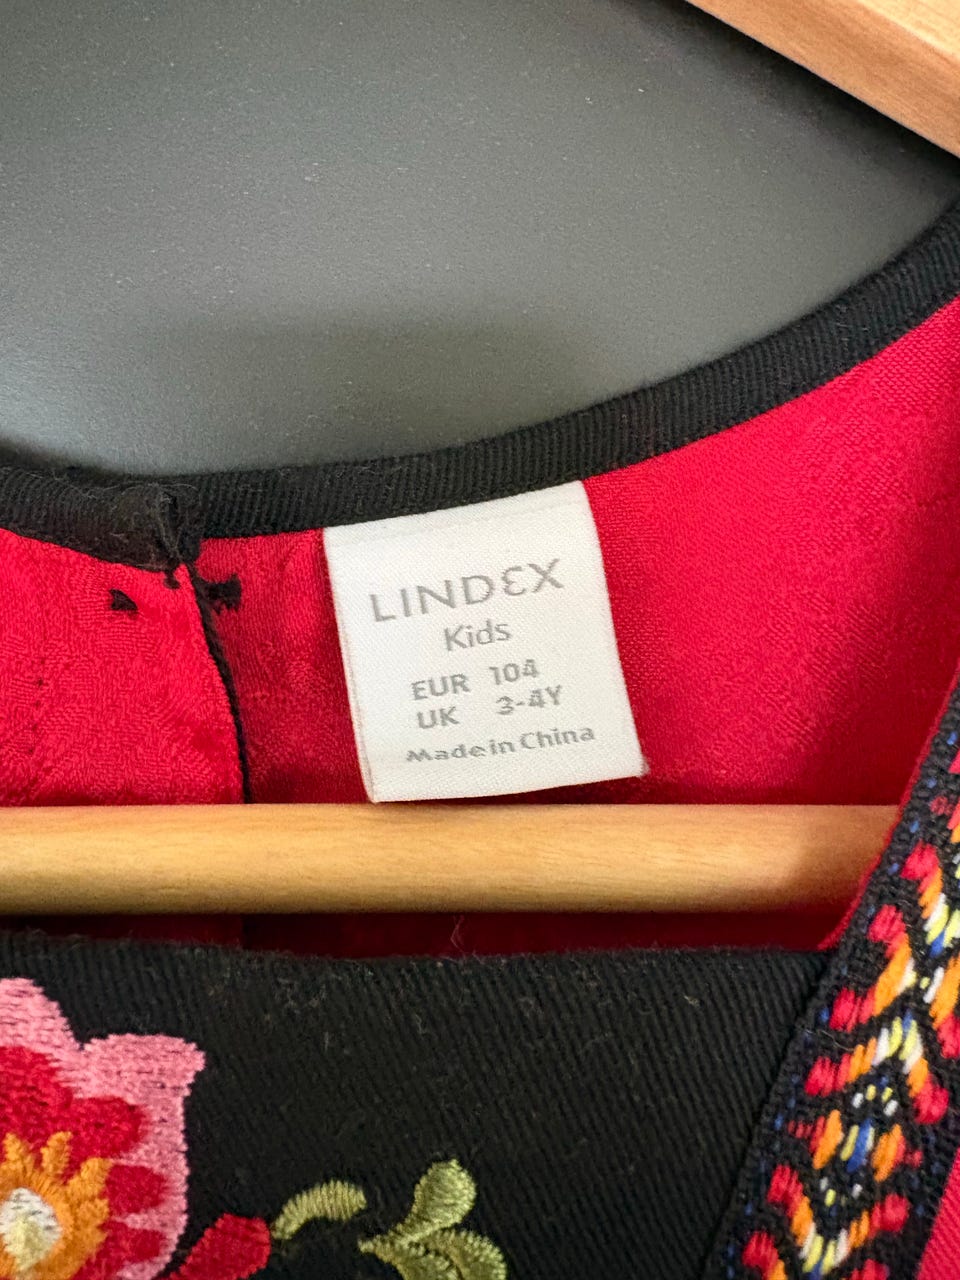 LINDEX
Kids
EUR 104
UK 3-4Y
Made in China